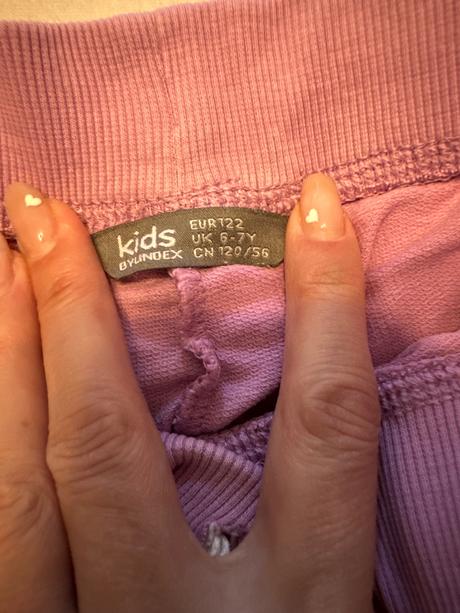 kids
BYLINDEX
EUR 122
UK 6-7Y
CN 120/56